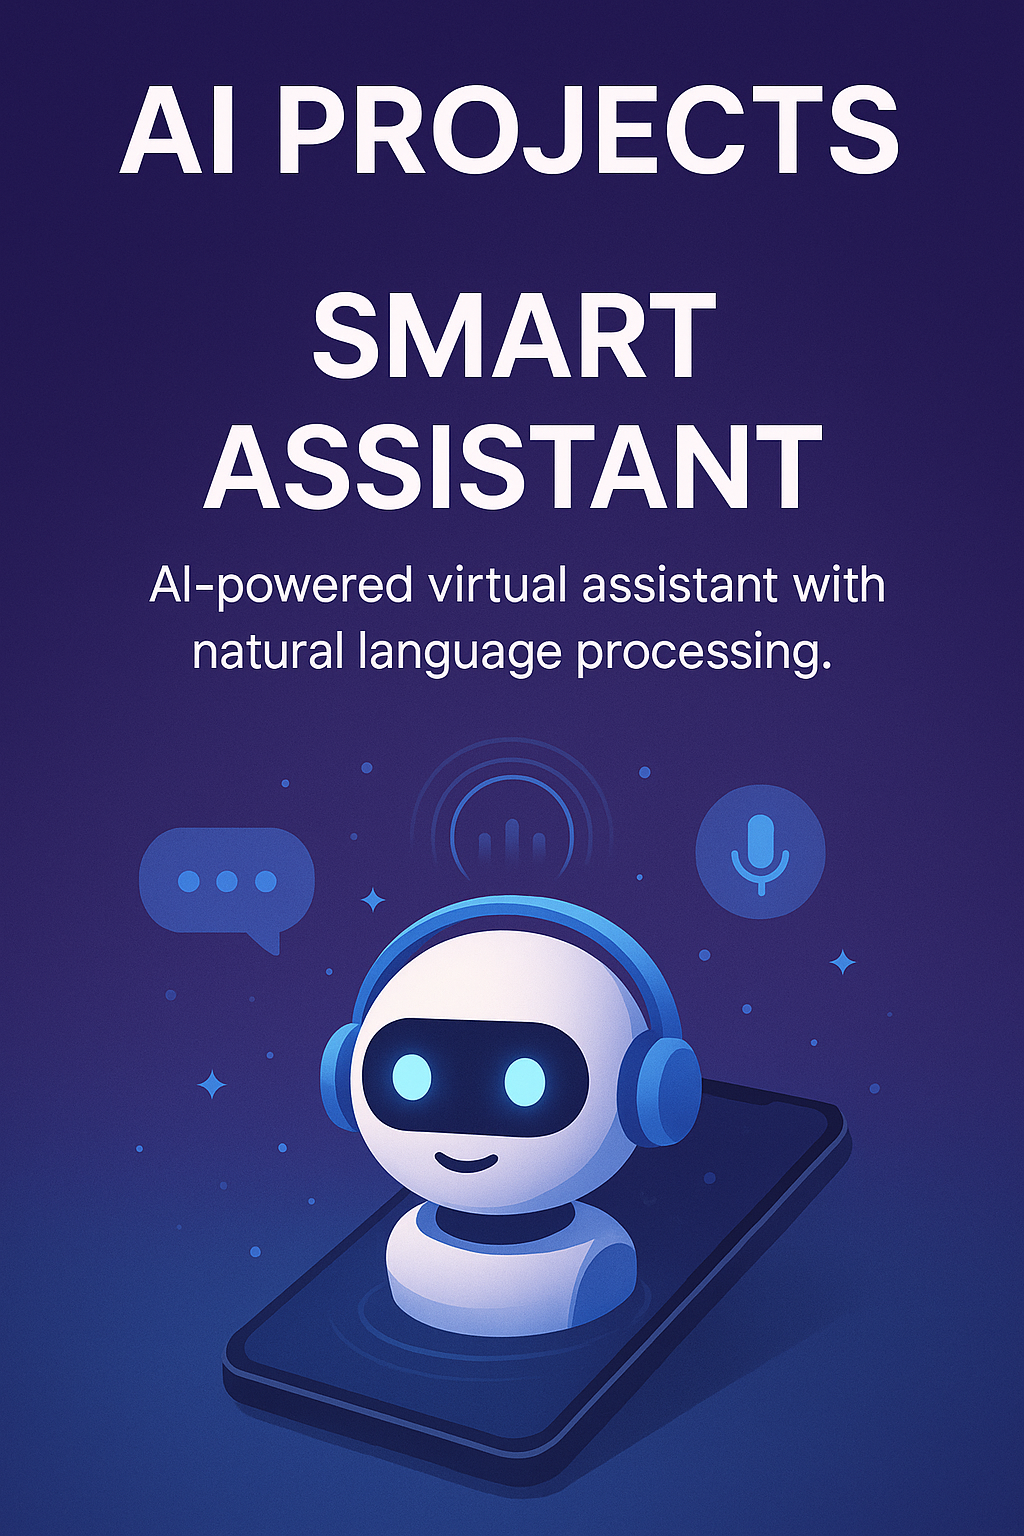 AI PROJECTS
SMART
ASSISTANT
AI-powered virtual assistant with
natural language processing.